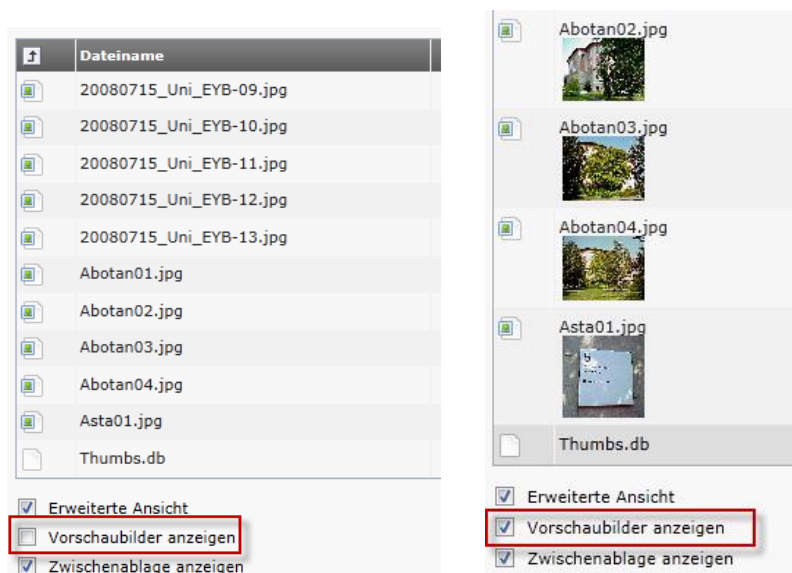 Dateiname
20080715_Uni_EYB-09.jpg
20080715_Uni_EYB-10.jpg
20080715_Uni_EYB-11.jpg
20080715_Uni_EYB-12.jpg
20080715_Uni_EYB-13.jpg
Abotan01.jpg
Abotan02.jpg
Abotan03.jpg
Abotan04.jpg
Asta01.jpg
Thumbs.db
Erweiterte Ansicht
Vorschaubilder anzeigen
Zwischenablage anzeigen
Abotan02.jpg
Abotan03.jpg
Abotan04.jpg
Asta01.jpg
Thumbs.db
Erweiterte Ansicht
Vorschaubilder anzeigen
Zwischenablage anzeigen